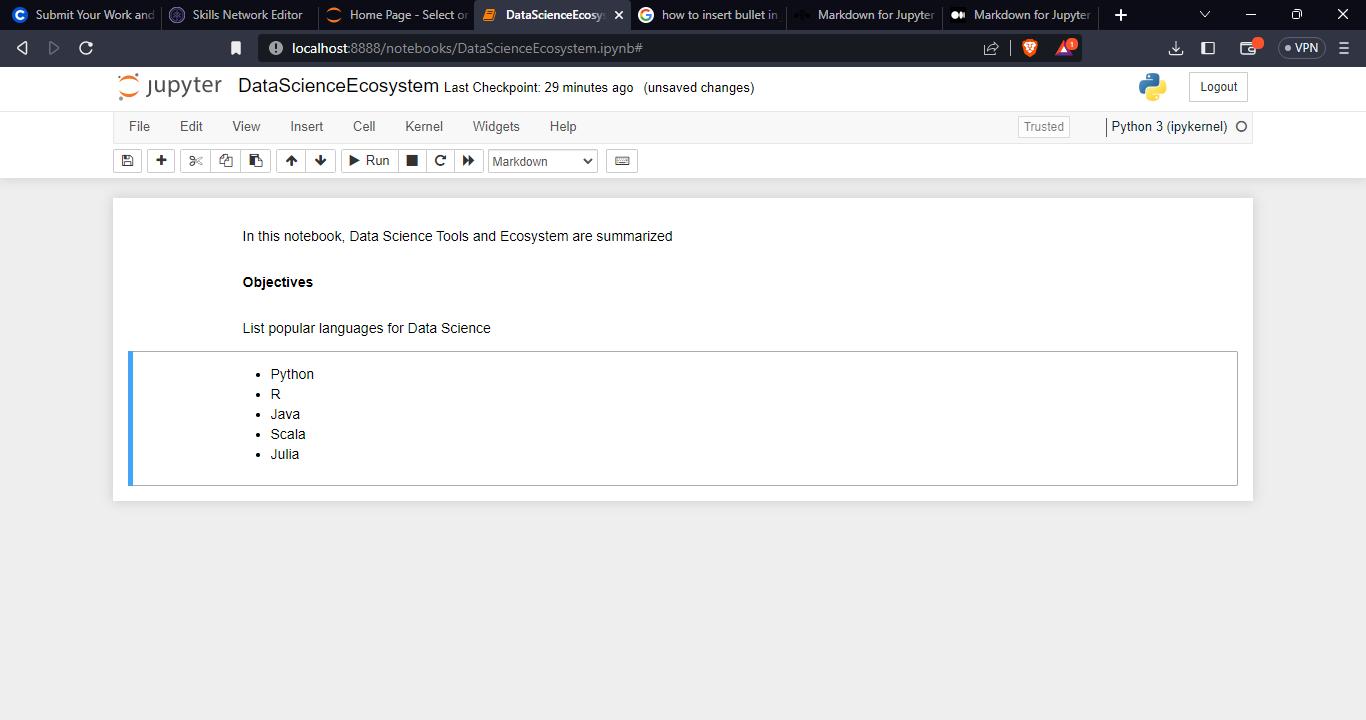 Submit Your Work and
Skills Network Editor
Home Page - Select or
DataScienceEcosy
how to insert bullet in
Markdown for Jupyter
Markdown for Jupyter
localhost:8888/notebooks/DataScienceEcosystem.ipynb#
1
VPN
jupyter DataScienceEcosystem Last Checkpoint: 29 minutes ago (unsaved changes)
Logout
File Edit View Insert Cell Kernel Widgets Help
Trusted
Python 3 (ipykernel)
Run
Markdown
In this notebook, Data Science Tools and Ecosystem are summarized
Objectives
List popular languages for Data Science
• Python
• R
• Java
• Scala
• Julia